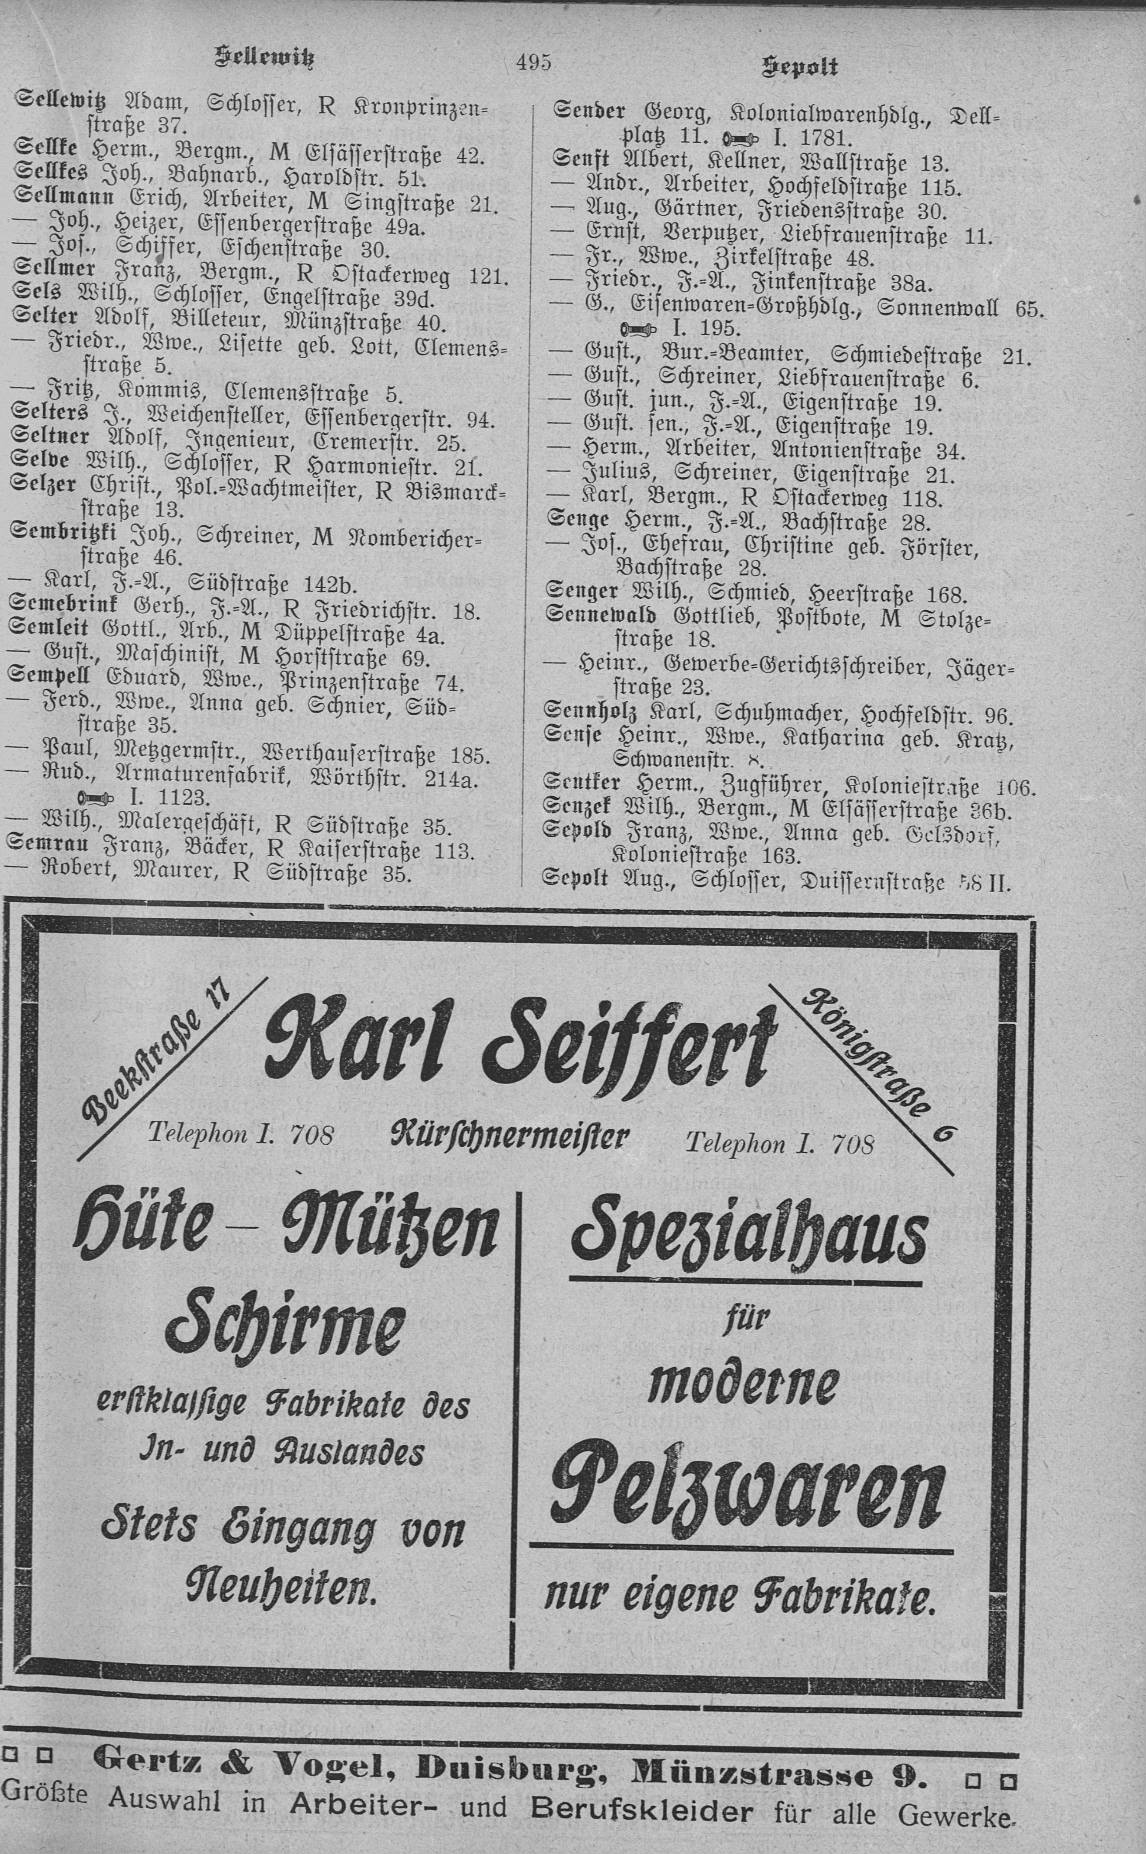 Sellewitz 495 Sepolt
Sellewitz Adam, Schlosser, R Kronprinzen-
straße 37.
Sellke Herm., Bergm., M Elsässerstraße 42.
Sellkes Joh., Bahnarb., Haroldstr. 51.
Sellmann Erich, Arbeiter, M Singstraße 21.
— Joh., Heizer, Essenbergerstraße 49a.
— Jos., Schiffer, Eschenstraße 30.
Sellmer Franz, Bergm., R Ostackerweg 121.
Sels Wilh., Schlosser, Engelstraße 39d.
Selter Adolf, Billeteur, Münzstraße 40.
— Friedr., Wwe., Lisette geb. Lott, Clemens-
straße 5.
— Fritz, Kommis, Clemensstraße 5.
Selters J., Weichensteller, Essenbergerstr. 94.
Seltner Adolf, Ingenieur, Cremerstr. 25.
Selve Wilh., Schlosser, R Harmoniestr. 21.
Selzer Christ., Pol.-Wachtmeister, R Bismarck-
straße 13.
Sembritzki Joh., Schreiner, M Nombericher-
straße 46.
— Karl, F.-A., Südstraße 142b.
Semebrink Gerh., F.-A., R Friedrichstr. 18.
Semleit Gottl., Arb., M Düppelstraße 4a.
— Gust., Maschinist, M Horststraße 69.
Sempell Eduard, Wwe., Prinzenstraße 74.
— Ferd., Wwe., Anna geb. Schnier, Süd-
straße 35.
— Paul, Metzgermstr., Werthauserstraße 185.
— Rud., Armaturenfabrik, Wörthstr. 214a.
I. 1123.
— Wilh., Malergeschäft, R Südstraße 35.
Semrau Franz, Bäcker, R Kaiserstraße 113.
— Robert, Maurer, R Südstraße 35.
Sender Georg, Kolonialwarenhdlg., Dell-
platz 11. I. 1781.
Senft Albert, Kellner, Wallstraße 13.
— Andr., Arbeiter, Hochfeldstraße 115.
— Aug., Gärtner, Friedensstraße 30.
— Ernst, Verputzer, Liebfrauenstraße 11.
— Fr., Wwe., Zirkelstraße 48.
— Friedr., F.-A., Finkenstraße 38a.
— G., Eisenwaren-Großhdlg., Sonnenwall 65.
I. 195.
— Gust., Bur.-Beamter, Schmiedestraße 21.
— Gust., Schreiner, Liebfrauenstraße 6.
— Gust. jun., F.-A., Eigenstraße 19.
— Gust. sen., F.-A., Eigenstraße 19.
— Herm., Arbeiter, Antonienstraße 34.
— Julius, Schreiner, Eigenstraße 21.
— Karl, Bergm., R Ostackerweg 118.
Senge Herm., F.-A., Bachstraße 28.
— Jos., Ehefrau, Christine geb. Förster,
Bachstraße 28.
Senger Wilh., Schmied, Heerstraße 168.
Sennewald Gottlieb, Postbote, M Stolze-
straße 18.
— Heinr., Gewerbe-Gerichtsschreiber, Jäger-
straße 23.
Sennholz Karl, Schuhmacher, Hochfeldstr. 96.
Sense Heinr., Wwe., Katharina geb. Kratz,
Schwanenstr. 8.
Sentker Herm., Zugführer, Koloniestraße 106.
Senzek Wilh., Bergm., M Elsässerstraße 36b.
Sepold Franz, Wwe., Anna geb. Gelsdorf,
Koloniestraße 163.
Sepolt Aug., Schlosser, Duissernstraße 58 II.
Beekstraße 17
Karl Seiffert
Königstraße 6
Telephon I. 708 Kürschnermeister Telephon I. 708
Hüte — Mützen
Schirme
erstklassige Fabrikate des
In- und Auslandes
Stets Eingang von
Neuheiten.
Spezialhaus
für
moderne
Pelzwaren
nur eigene Fabrikate.
Gertz & Vogel, Duisburg, Münzstrasse 9.
Größte Auswahl in Arbeiter- und Berufskleider für alle Gewerke.